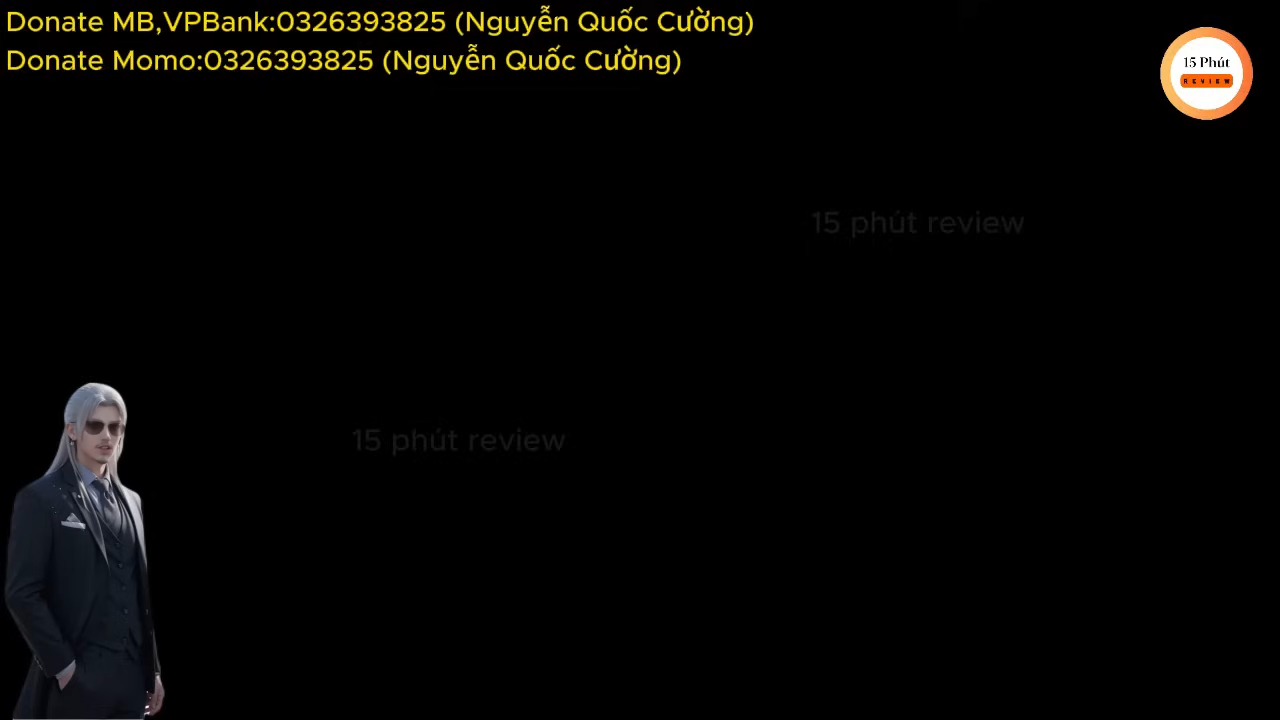 Donate MB,VPBank:0326393825 (Nguyễn Quốc Cường)
Donate Momo:0326393825 (Nguyễn Quốc Cường)
15 Phút
REVIEW
15 phút review
15 phút review